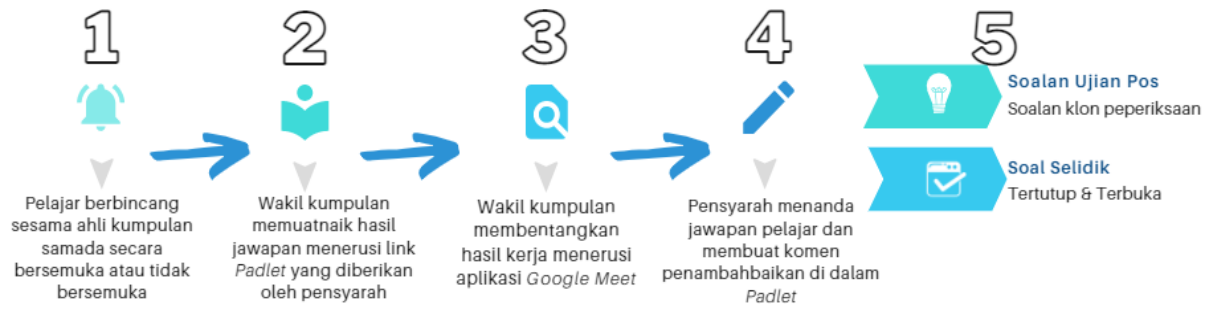 1
Pelajar berbincang
sesama ahli kumpulan
samada secara
bersemuka atau tidak
bersemuka
2
Wakil kumpulan
memuatnaik hasil
jawapan menerusi link
Padlet yang diberikan
oleh pensyarah
3
Wakil kumpulan
membentangkan
hasil kerja menerusi
aplikasi Google Meet
4
Pensyarah menanda
jawapan pelajar dan
membuat komen
penambahbaikan di dalam
Padlet
5
Soalan Ujian Pos
Soalan klon peperiksaan
Soal Selidik
Tertutup & Terbuka